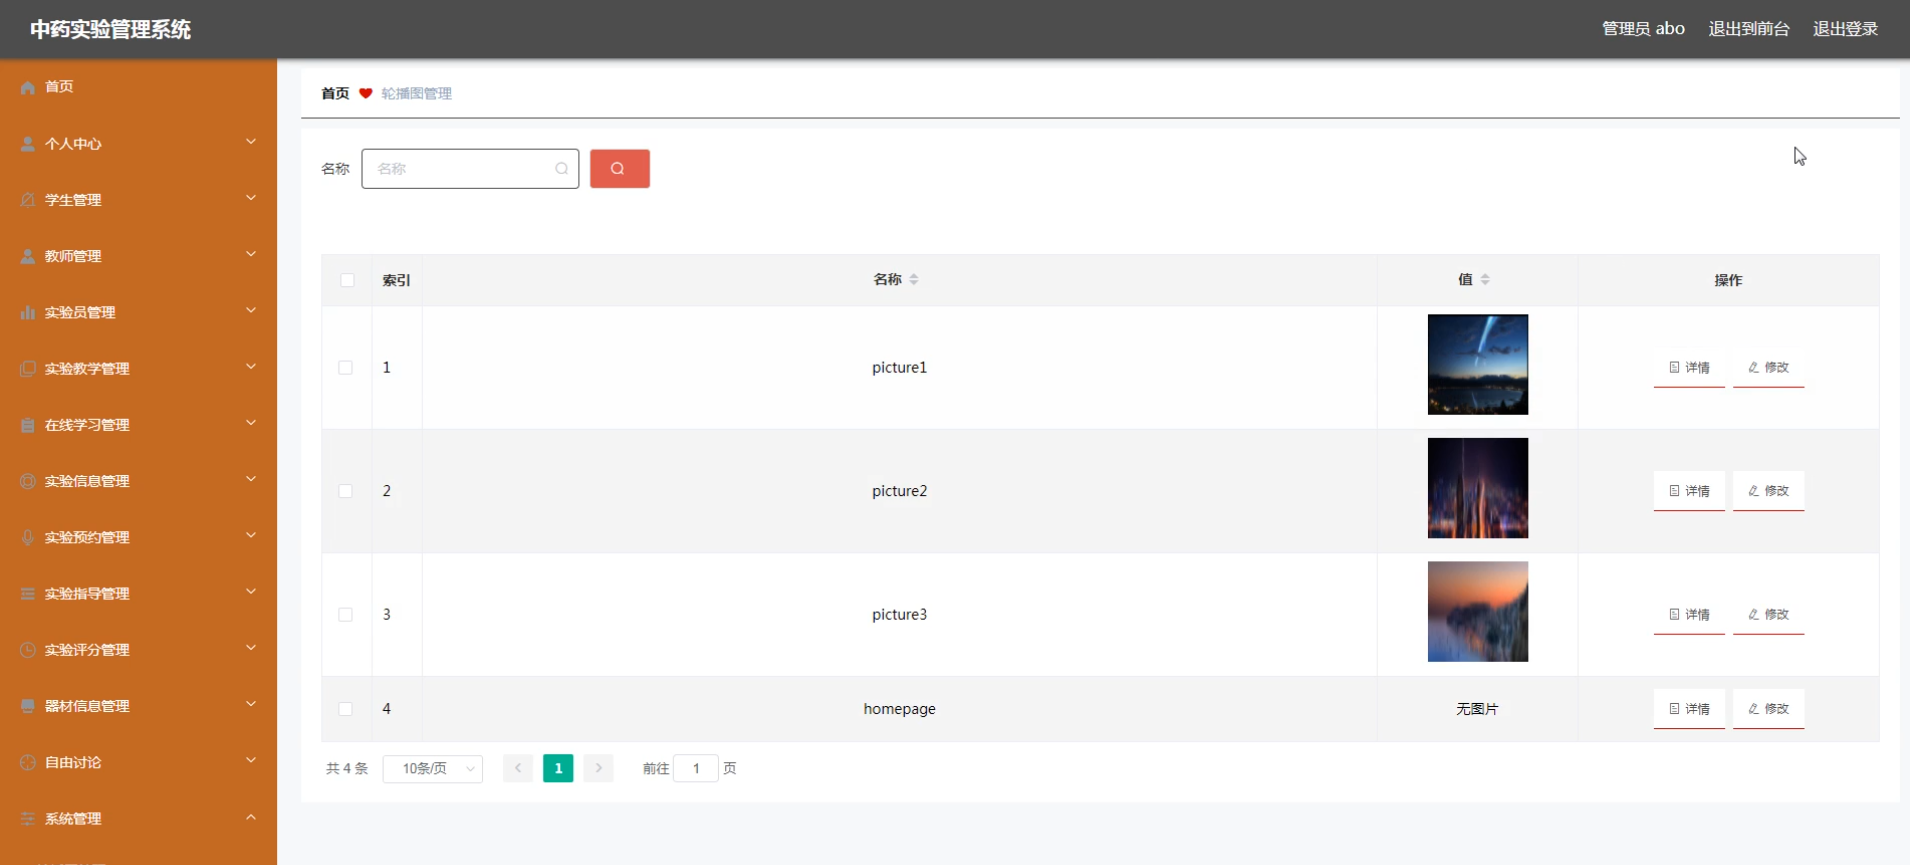 中药实验管理系统
管理员 abo 退出到前台 退出登录
首页
个人中心
学生管理
教师管理
实验员管理
实验教学管理
在线学习管理
实验信息管理
实验预约管理
实验指导管理
实验评分管理
器材信息管理
自由讨论
系统管理
首页 轮播图管理
名称 名称
索引 名称 值 操作
1 picture1 详情 修改
2 picture2 详情 修改
3 picture3 详情 修改
4 homepage 无图片 详情 修改
共 4 条 10条/页 1 前往 1 页